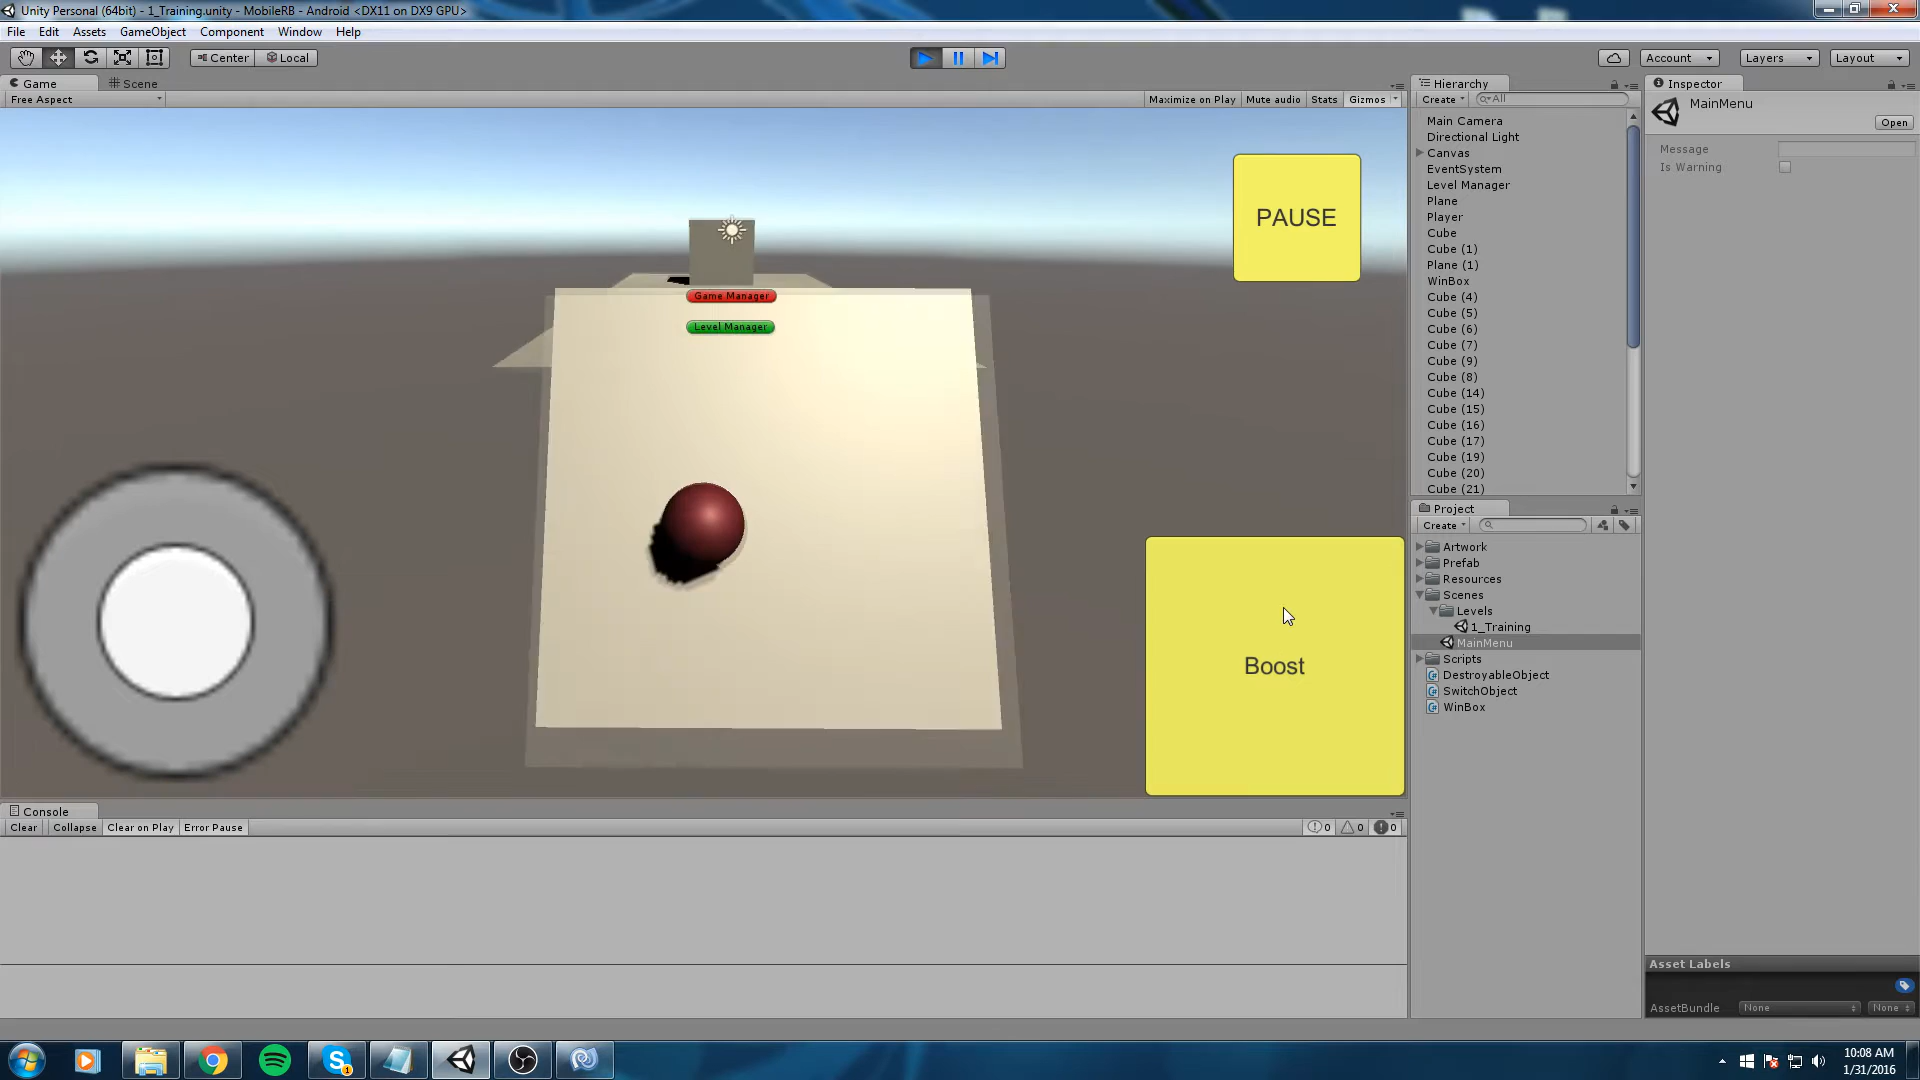 Unity Personal (64bit) - 1_Training.unity - MobileRB - Android <DX11 on DX9 GPU>
File Edit Assets GameObject Component Window Help
Center Local
Account Layers Layout
Game Scene
Free Aspect
Maximize on Play Mute audio Stats Gizmos
PAUSE
Game Manager
Level Manager
Boost
Console
Clear Collapse Clear on Play Error Pause
0 0 0
Hierarchy
Create All
Main Camera
Directional Light
Canvas
EventSystem
Level Manager
Plane
Player
Cube
Cube (1)
Plane (1)
WinBox
Cube (4)
Cube (5)
Cube (6)
Cube (7)
Cube (9)
Cube (8)
Cube (14)
Cube (15)
Cube (16)
Cube (17)
Cube (19)
Cube (20)
Cube (21)
Project
Create
Artwork
Prefab
Resources
Scenes
Levels
1_Training
MainMenu
Scripts
DestroyableObject
SwitchObject
WinBox
Inspector
MainMenu
Open
Message
Is Warning
Asset Labels
AssetBundle None None
10:08 AM
1/31/2016